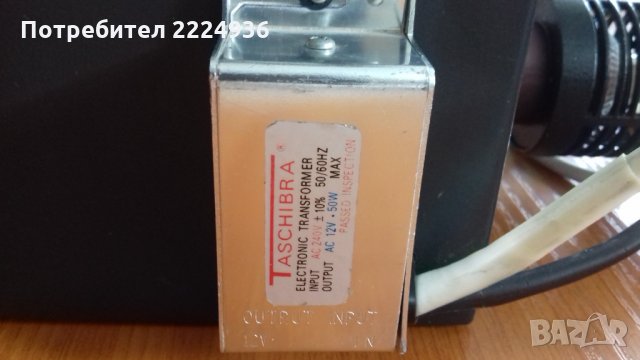 Потребител 2224936
TASCHIBRA ®
ELECTRONIC TRANSFORMER
INPUT AC 240V ± 10% 50/60HZ
OUTPUT AC 12V • 50W MAX
PASSED INSPECTION
OUTPUT INPUT
12V
BAZAR